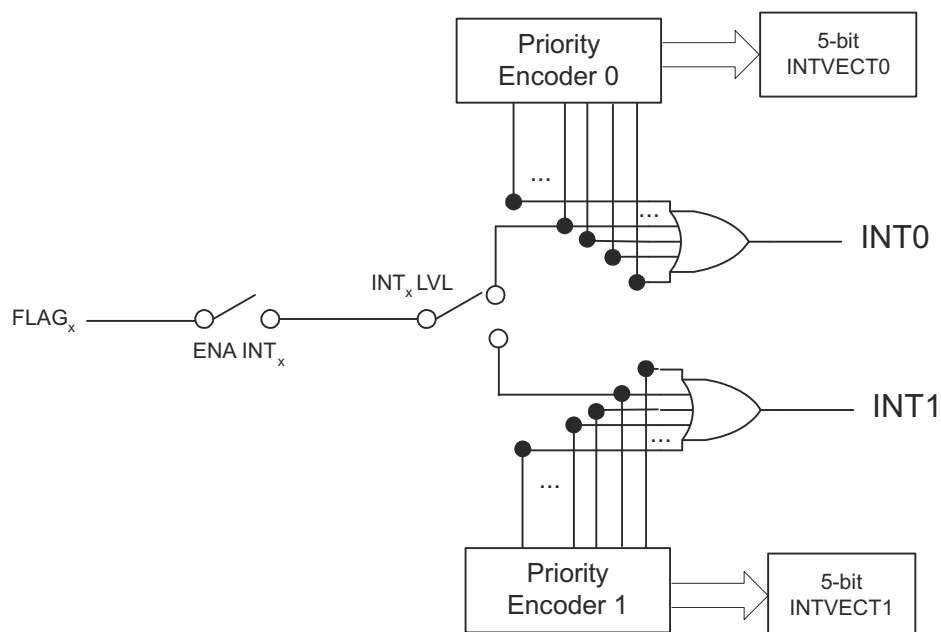 Priority
Encoder 0
5-bit
INTVECT0
...
...
INT0
INTx LVL
FLAGx
ENA INTx
INT1
...
...
Priority
Encoder 1
5-bit
INTVECT1